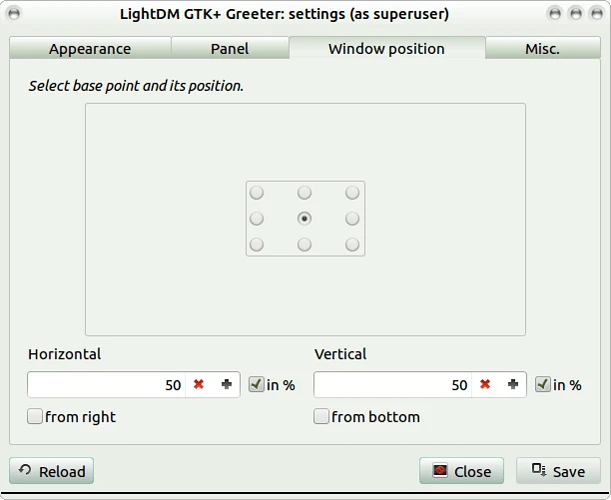 LightDM GTK+ Greeter: settings (as superuser)
Appearance Panel Window position Misc.
Select base point and its position.
Horizontal Vertical
50 in % 50 in %
from right from bottom
Reload Close Save